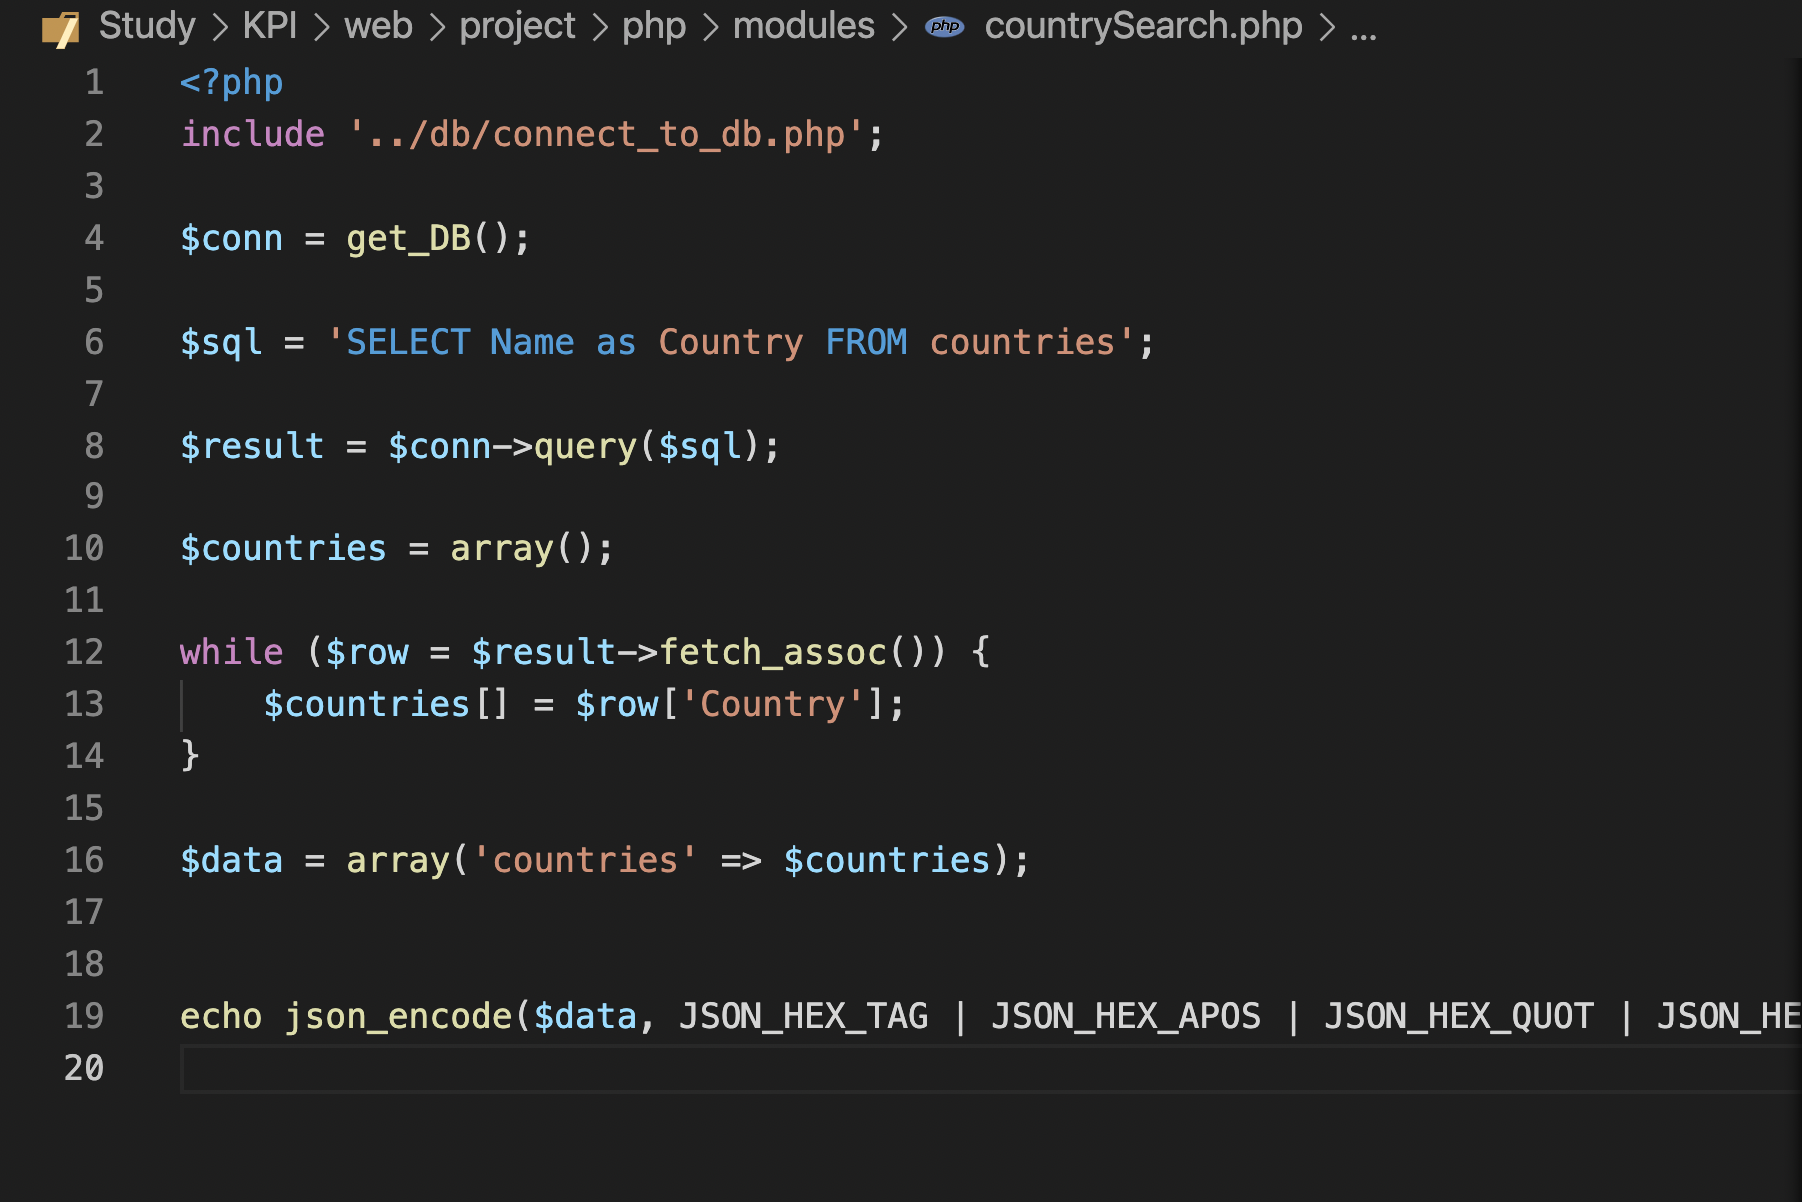 Study > KPI > web > project > php > modules > php countrySearch.php > ...
1 <?php
2 include '../db/connect_to_db.php';
3
4 $conn = get_DB();
5
6 $sql = 'SELECT Name as Country FROM countries';
7
8 $result = $conn->query($sql);
9
10 $countries = array();
11
12 while ($row = $result->fetch_assoc()) {
13     $countries[] = $row['Country'];
14 }
15
16 $data = array('countries' => $countries);
17
18
19 echo json_encode($data, JSON_HEX_TAG | JSON_HEX_APOS | JSON_HEX_QUOT | JSON_HE
20